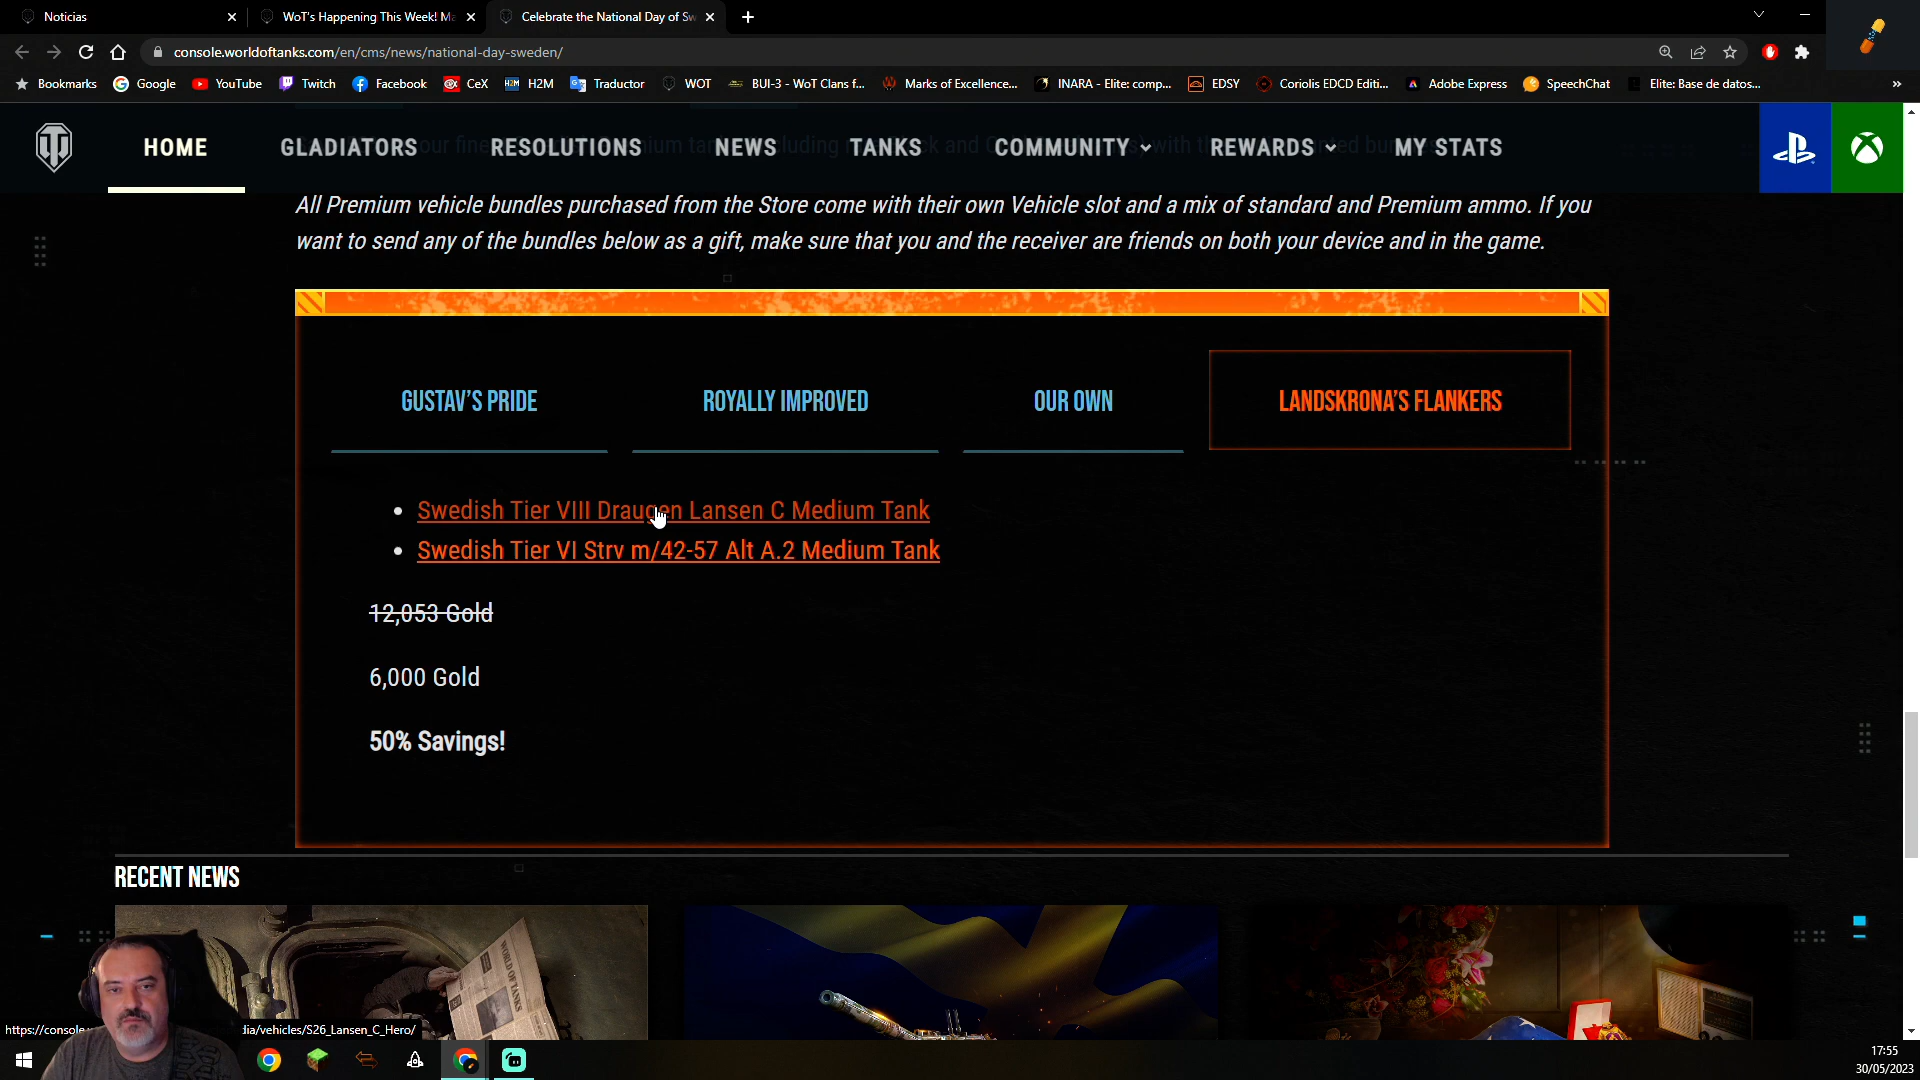 Noticias
WoT's Happening This Week! Ma
Celebrate the National Day of Sw
console.worldoftanks.com/en/cms/news/national-day-sweden/
Bookmarks
Google
YouTube
Twitch
Facebook
CeX
H2M
Traductor
WOT
BUI-3 - WoT Clans f...
Marks of Excellence...
INARA - Elite: comp...
EDSY
Coriolis EDCD Editi...
Adobe Express
SpeechChat
Elite: Base de datos...
HOME
GLADIATORS
RESOLUTIONS
NEWS
TANKS
COMMUNITY
REWARDS
MY STATS
All Premium vehicle bundles purchased from the Store come with their own Vehicle slot and a mix of standard and Premium ammo. If you
want to send any of the bundles below as a gift, make sure that you and the receiver are friends on both your device and in the game.
GUSTAV'S PRIDE
ROYALLY IMPROVED
OUR OWN
LANDSKRONA'S FLANKERS
Swedish Tier VIII Draugen Lansen C Medium Tank
Swedish Tier VI Strv m/42-57 Alt A.2 Medium Tank
12,053 Gold
6,000 Gold
50% Savings!
RECENT NEWS
WORLD OF TANKS
https://console
dia/vehicles/S26_Lansen_C_Hero/
17:55
30/05/2023